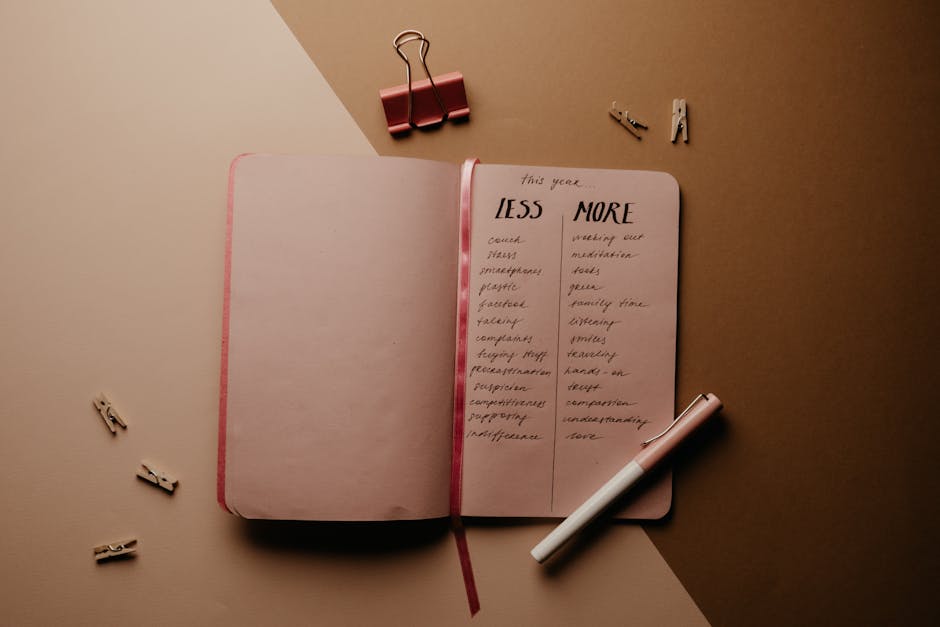 this year...
LESS MORE
couch working out
stress meditation
smartphones books
plastic green
facebook family time
talking listening
complaints smiles
buying stuff traveling
procrastination hands-on
suspicion trust
competitiveness compassion
supposing understanding
indifference love